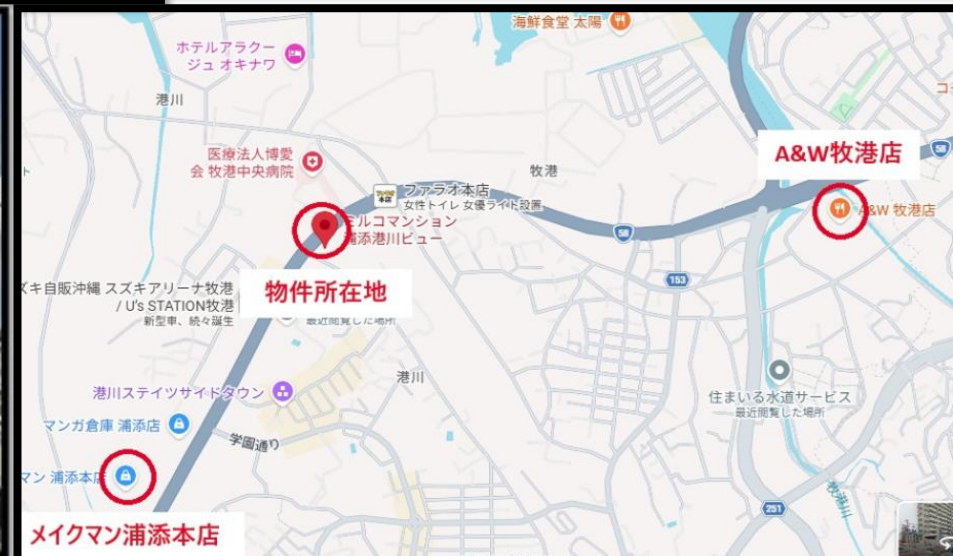 海鮮食堂 太陽
ホテルアラクー
ジュ オキナワ
港川
58
医療法人博愛
会 牧港中央病院
牧港
A&W牧港店
ファラオ本店
女性トイレ 女優ライト設置
A&W 牧港店
ミルコマンション
浦添港川ビュー
58
物件所在地
153
キ自販沖縄 スズキアリーナ牧港
/ U's STATION牧港
新型車、続々誕生
最近閲覧した場所
港川
港川ステイツサイドタウン
住まいる水道サービス
最近閲覧した場所
マンガ倉庫 浦添店
学園通り
マン 浦添本店
牧港川
251
メイクマン浦添本店